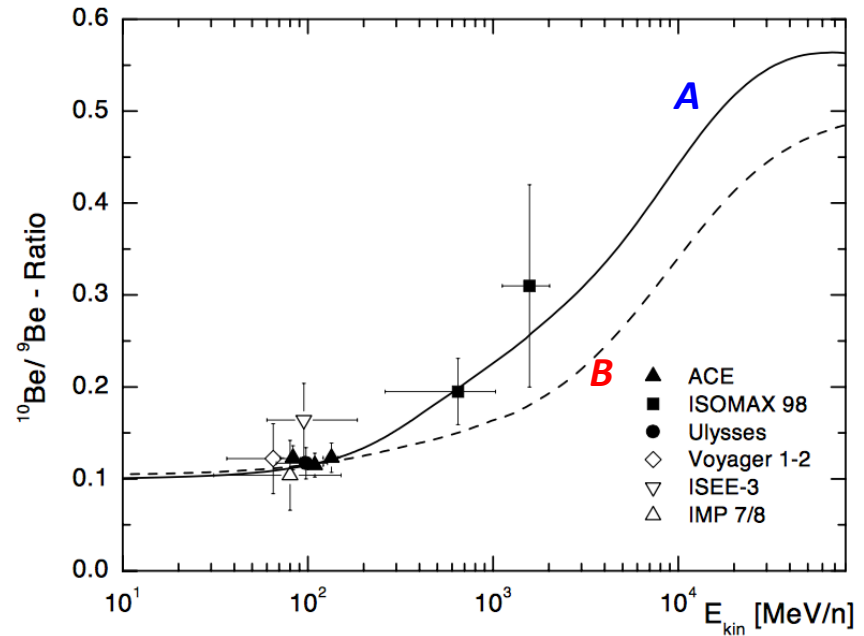 0.6
0.5
0.4
0.3
0.2
0.1
0.0
¹⁰Be/ ⁹Be - Ratio
A
B
ACE
ISOMAX 98
Ulysses
Voyager 1-2
ISEE-3
IMP 7/8
10¹ 10² 10³ 10⁴
E_kin [MeV/n]